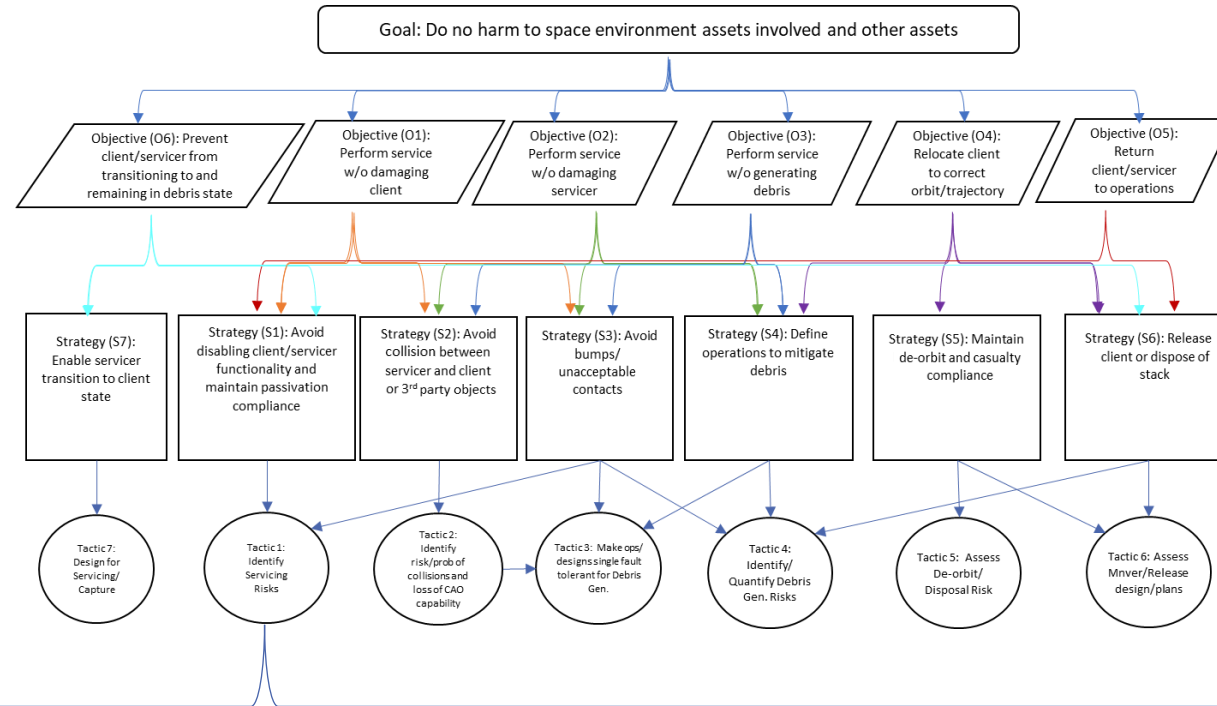 Goal: Do no harm to space environment assets involved and other assets
Objective (O6): Prevent
client/servicer from
transitioning to and
remaining in debris state
Objective (O1):
Perform service
w/o damaging
client
Objective (O2):
Perform service
w/o damaging
servicer
Objective (O3):
Perform service
w/o generating
debris
Objective (O4):
Relocate client
to correct
orbit/trajectory
Objective (O5):
Return
client/servicer
to operations
Strategy (S7):
Enable servicer
transition to client
state
Strategy (S1): Avoid
disabling client/servicer
functionality and
maintain passivation
compliance
Strategy (S2): Avoid
collision between
servicer and client
or 3rd party objects
Strategy (S3): Avoid
bumps/
unacceptable
contacts
Strategy (S4): Define
operations to mitigate
debris
Strategy (S5): Maintain
de-orbit and casualty
compliance
Strategy (S6): Release
client or dispose of
stack
Tactic 7:
Design for
Servicing/
Capture
Tactic 1:
Identify
Servicing
Risks
Tactic 2:
Identify
risk/prob of
collisions and
loss of CAO
capability
Tactic 3: Make ops/
designs single fault
tolerant for Debris
Gen.
Tactic 4:
Identify/
Quantify Debris
Gen. Risks
Tactic 5: Assess
De-orbit/
Disposal Risk
Tactic 6: Assess
Mnver/Release
design/plans